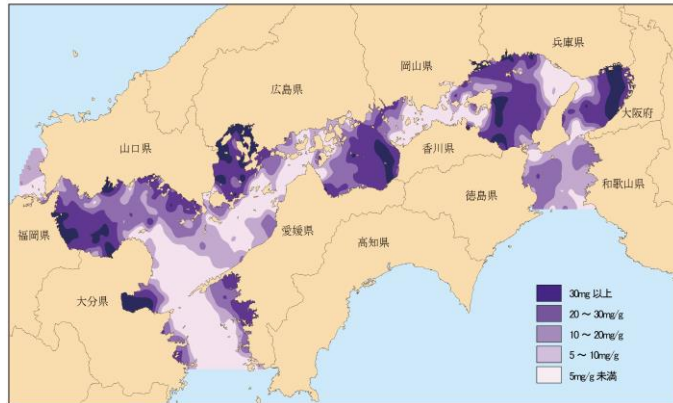 兵庫県
岡山県
広島県
大阪府
山口県
香川県
徳島県
和歌山県
福岡県
愛媛県
高知県
大分県
30mg 以上
20～30mg/g
10～20mg/g
5～10mg/g
5mg/g 未満